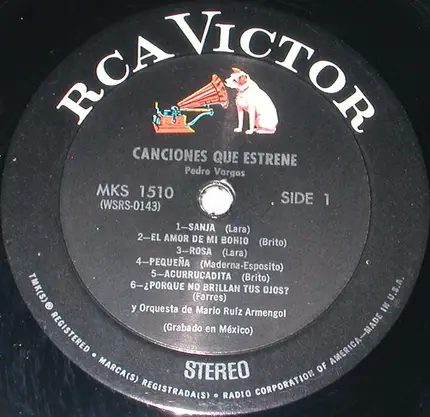 RCA VICTOR
CANCIONES QUE ESTRENE
Pedro Vargas
MKS 1510
(WSRS-0143)
SIDE 1
1—SANJA (Lara)
2—EL AMOR DE MI BOHIO (Brito)
3—ROSA (Lara)
4—PEQUEÑA (Maderna-Esposito)
5—ACURRUCADITA (Brito)
6—¿PORQUE NO BRILLAN TUS OJOS?
(Farres)
y Orquesta de Mario Ruiz Armengol
(Grabado en México)
STEREO
TMK(S) ® REGISTERED • MARCA(S) REGISTRADA(S) • RADIO CORPORATION OF AMERICA—MADE IN U.S.A.